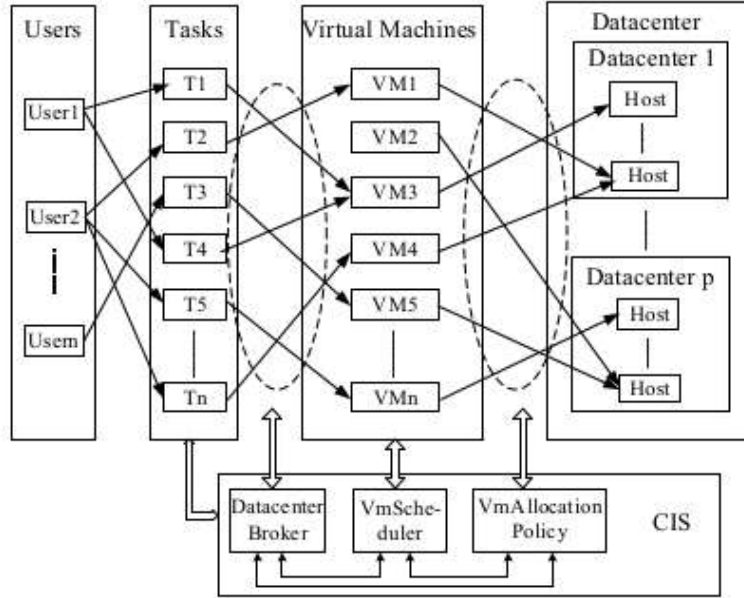 Users
Tasks
Virtual Machines
Datacenter
User1
User2
Usern
T1
T2
T3
T4
T5
Tn
VM1
VM2
VM3
VM4
VM5
VMn
Datacenter 1
Host
Host
Datacenter p
Host
Host
Datacenter
Broker
VmSche-
duler
VmAllocation
Policy
CIS